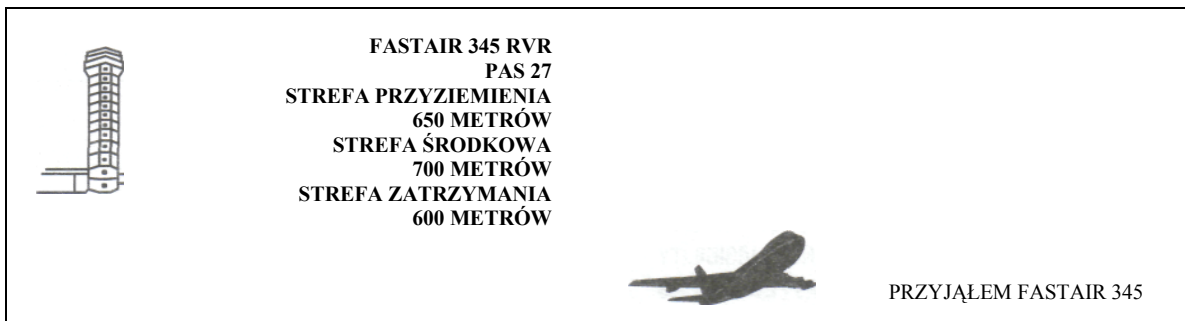 FASTAIR 345 RVR
PAS 27
STREFA PRZYZIEMIENIA
650 METRÓW
STREFA ŚRODKOWA
700 METRÓW
STREFA ZATRZYMANIA
600 METRÓW
PRZYJĄŁEM FASTAIR 345